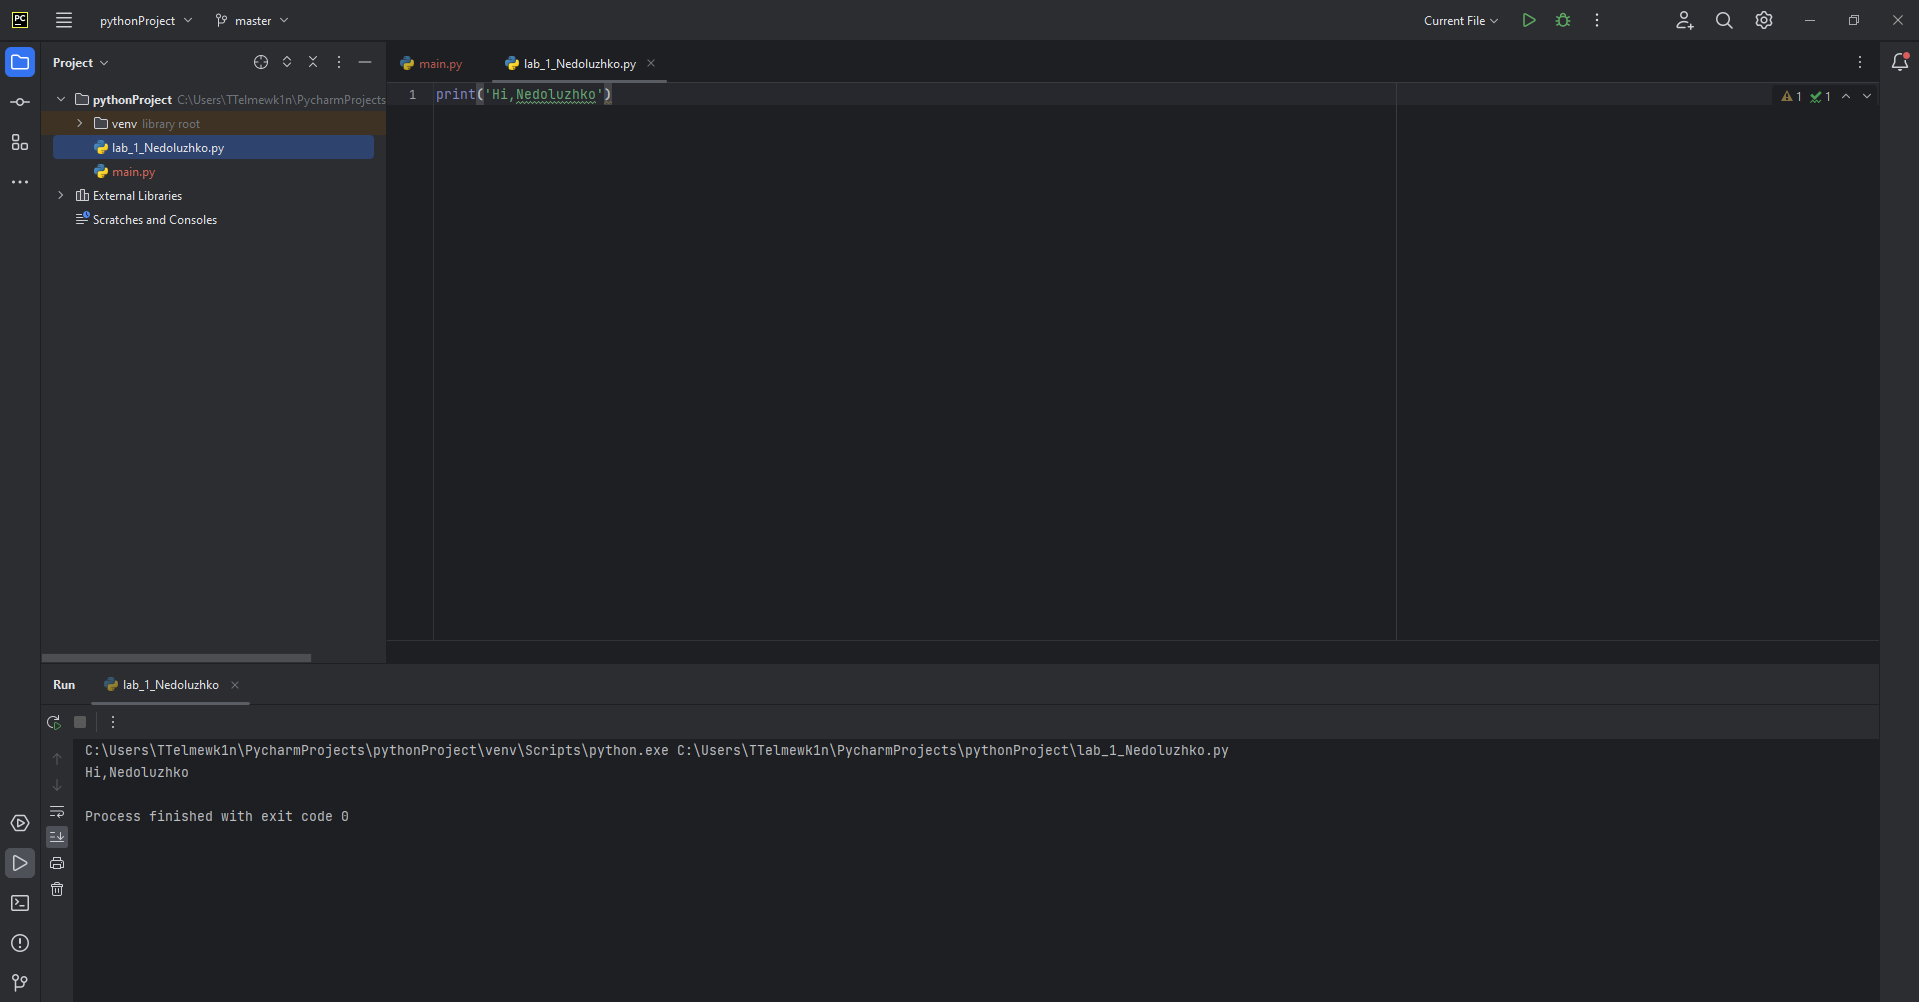 PC pythonProject master Current File
Project
main.py lab_1_Nedoluzhko.py
pythonProject C:\Users\TTelmewk1n\PycharmProjects
venv library root
lab_1_Nedoluzhko.py
main.py
External Libraries
Scratches and Consoles
1 print('Hi,Nedoluzhko')
1 1
Run lab_1_Nedoluzhko
C:\Users\TTelmewk1n\PycharmProjects\pythonProject\venv\Scripts\python.exe C:\Users\TTelmewk1n\PycharmProjects\pythonProject\lab_1_Nedoluzhko.py
Hi,Nedoluzhko
Process finished with exit code 0